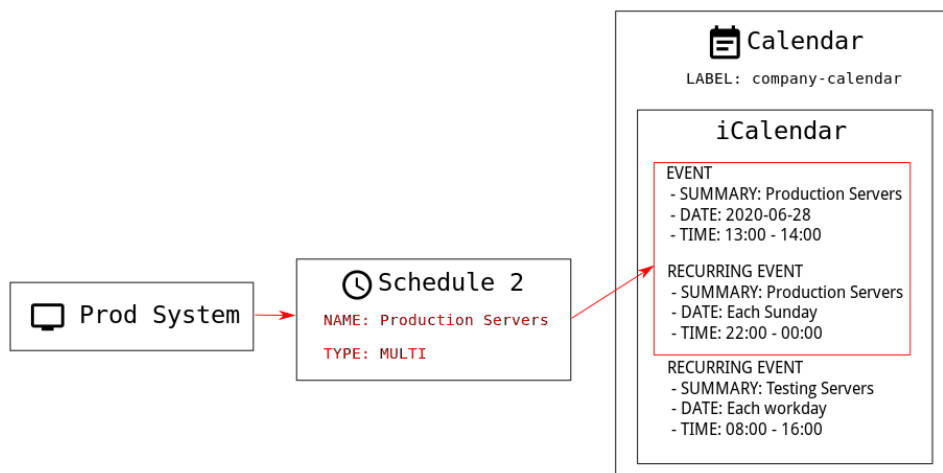 Calendar
LABEL: company-calendar
iCalendar
EVENT
- SUMMARY: Production Servers
- DATE: 2020-06-28
- TIME: 13:00 - 14:00
RECURRING EVENT
- SUMMARY: Production Servers
- DATE: Each Sunday
- TIME: 22:00 - 00:00
RECURRING EVENT
- SUMMARY: Testing Servers
- DATE: Each workday
- TIME: 08:00 - 16:00
Schedule 2
NAME: Production Servers
TYPE: MULTI
Prod System